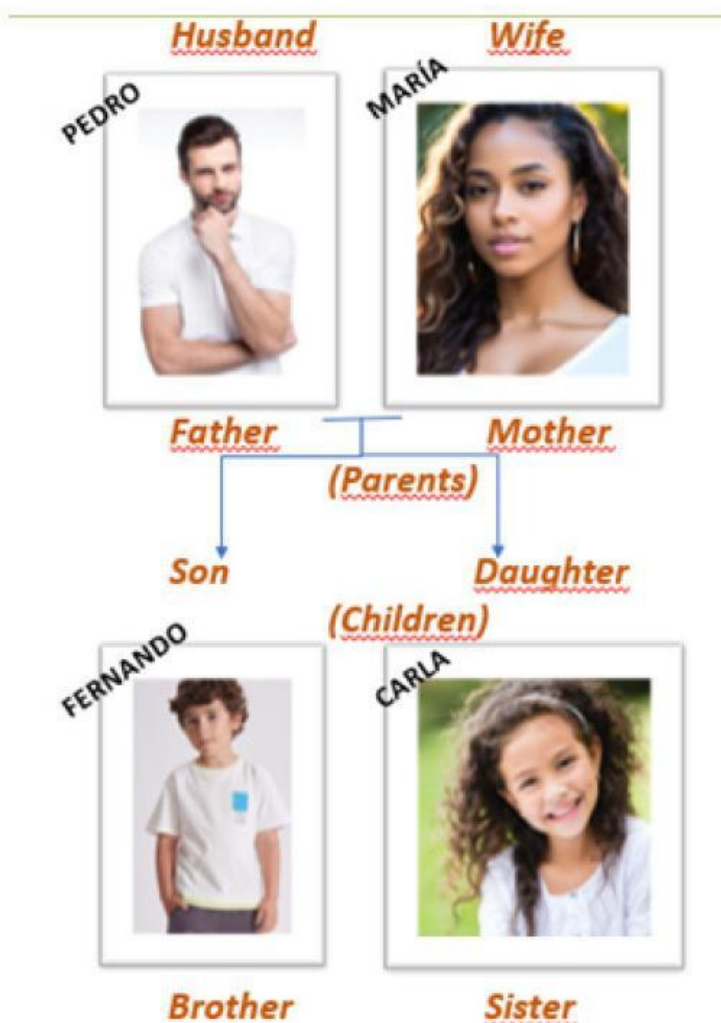 Husband Wife
PEDRO MARÍA
Father Mother
(Parents)
Son Daughter
(Children)
FERNANDO CARLA
Brother Sister